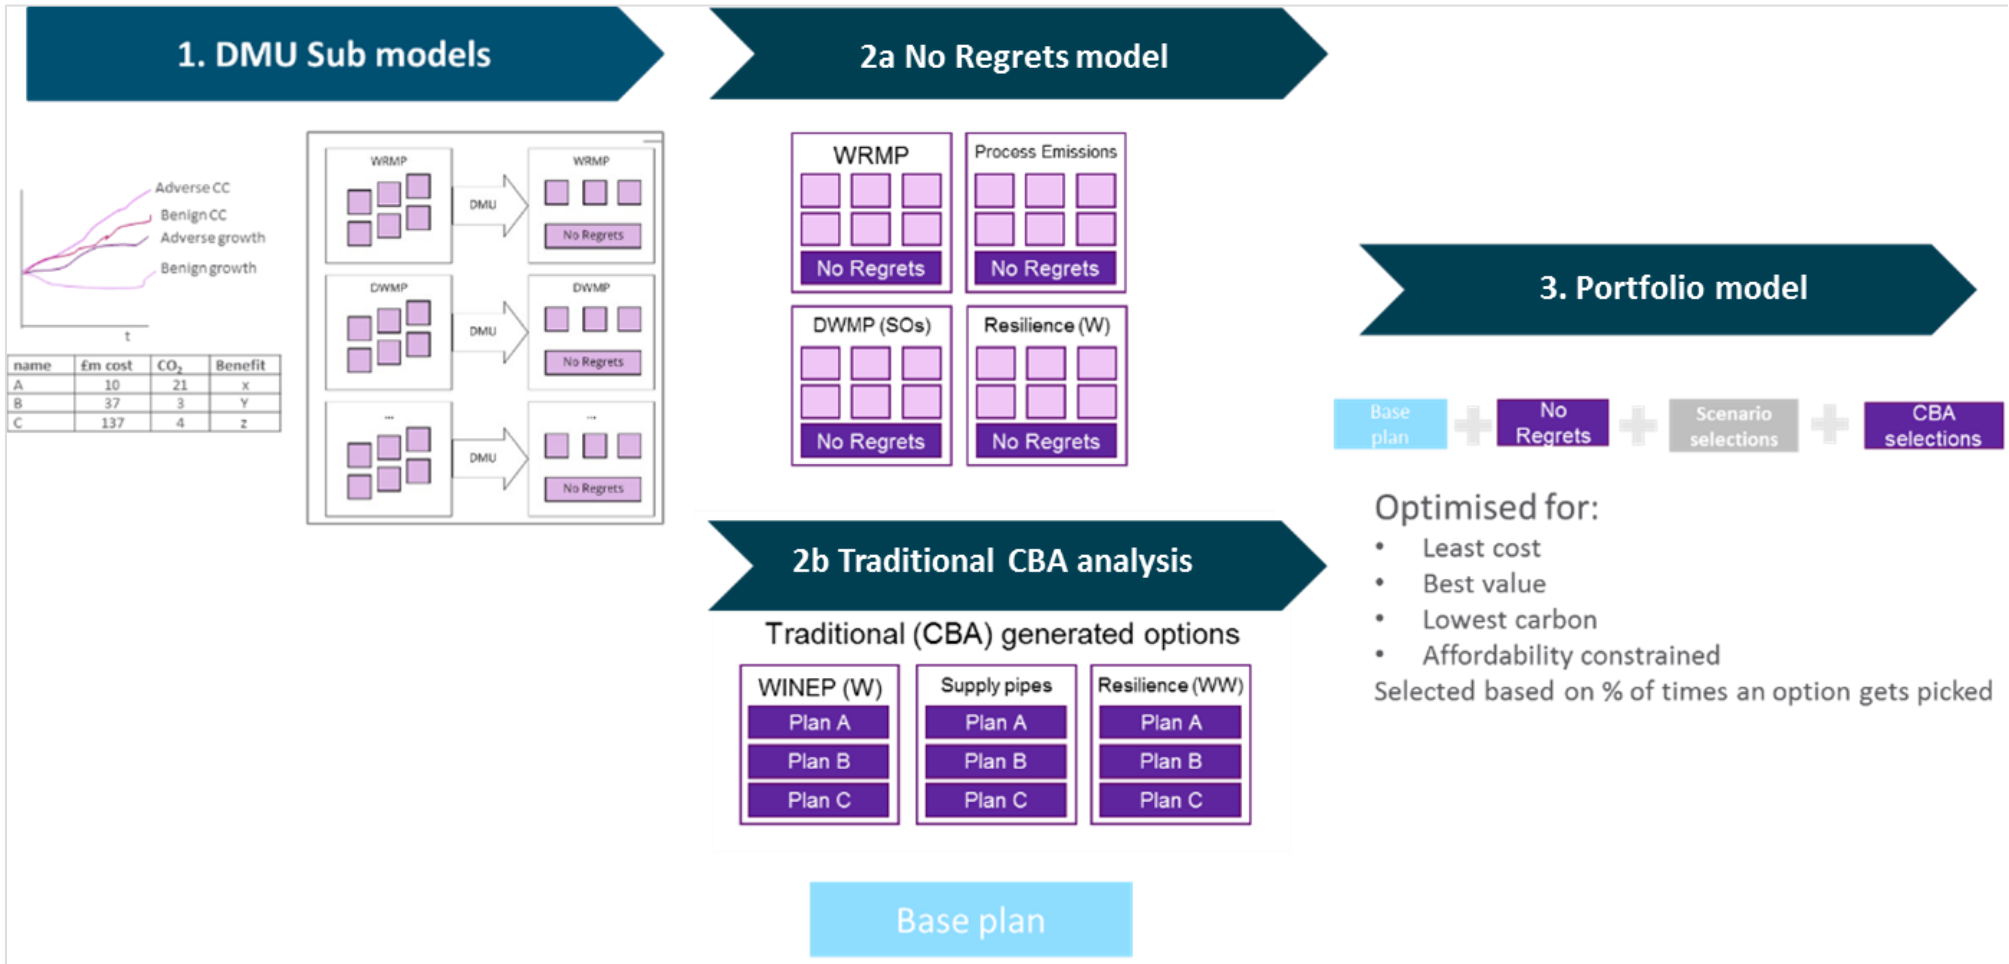 1. DMU Sub models
Adverse CC
Benign CC
Adverse growth
Benign growth
t
name £m cost CO₂ Benefit
A 10 21 x
B 37 3 Y
C 137 4 z
WRMP
DMU
WRMP
No Regrets
DWMP
DMU
DWMP
No Regrets
...
DMU
...
No Regrets
2a No Regrets model
WRMP
No Regrets
Process Emissions
No Regrets
DWMP (SOs)
No Regrets
Resilience (W)
No Regrets
2b Traditional CBA analysis
Traditional (CBA) generated options
WINEP (W)
Plan A
Plan B
Plan C
Supply pipes
Plan A
Plan B
Plan C
Resilience (WW)
Plan A
Plan B
Plan C
Base plan
3. Portfolio model
Base
plan
No
Regrets
Scenario
selections
CBA
selections
Optimised for:
• Least cost
• Best value
• Lowest carbon
• Affordability constrained
Selected based on % of times an option gets picked